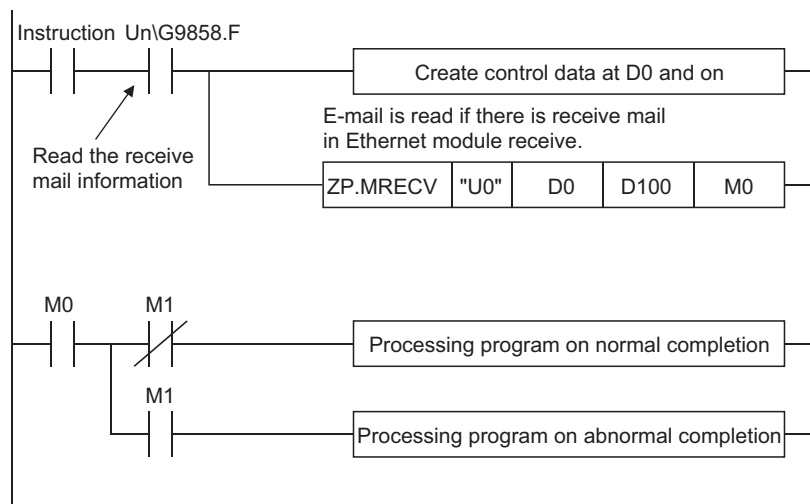 Instruction Un\G9858.F
Create control data at D0 and on
E-mail is read if there is receive mail
in Ethernet module receive.
Read the receive
mail information
ZP.MRECV "U0" D0 D100 M0
M0 M1
Processing program on normal completion
M1
Processing program on abnormal completion